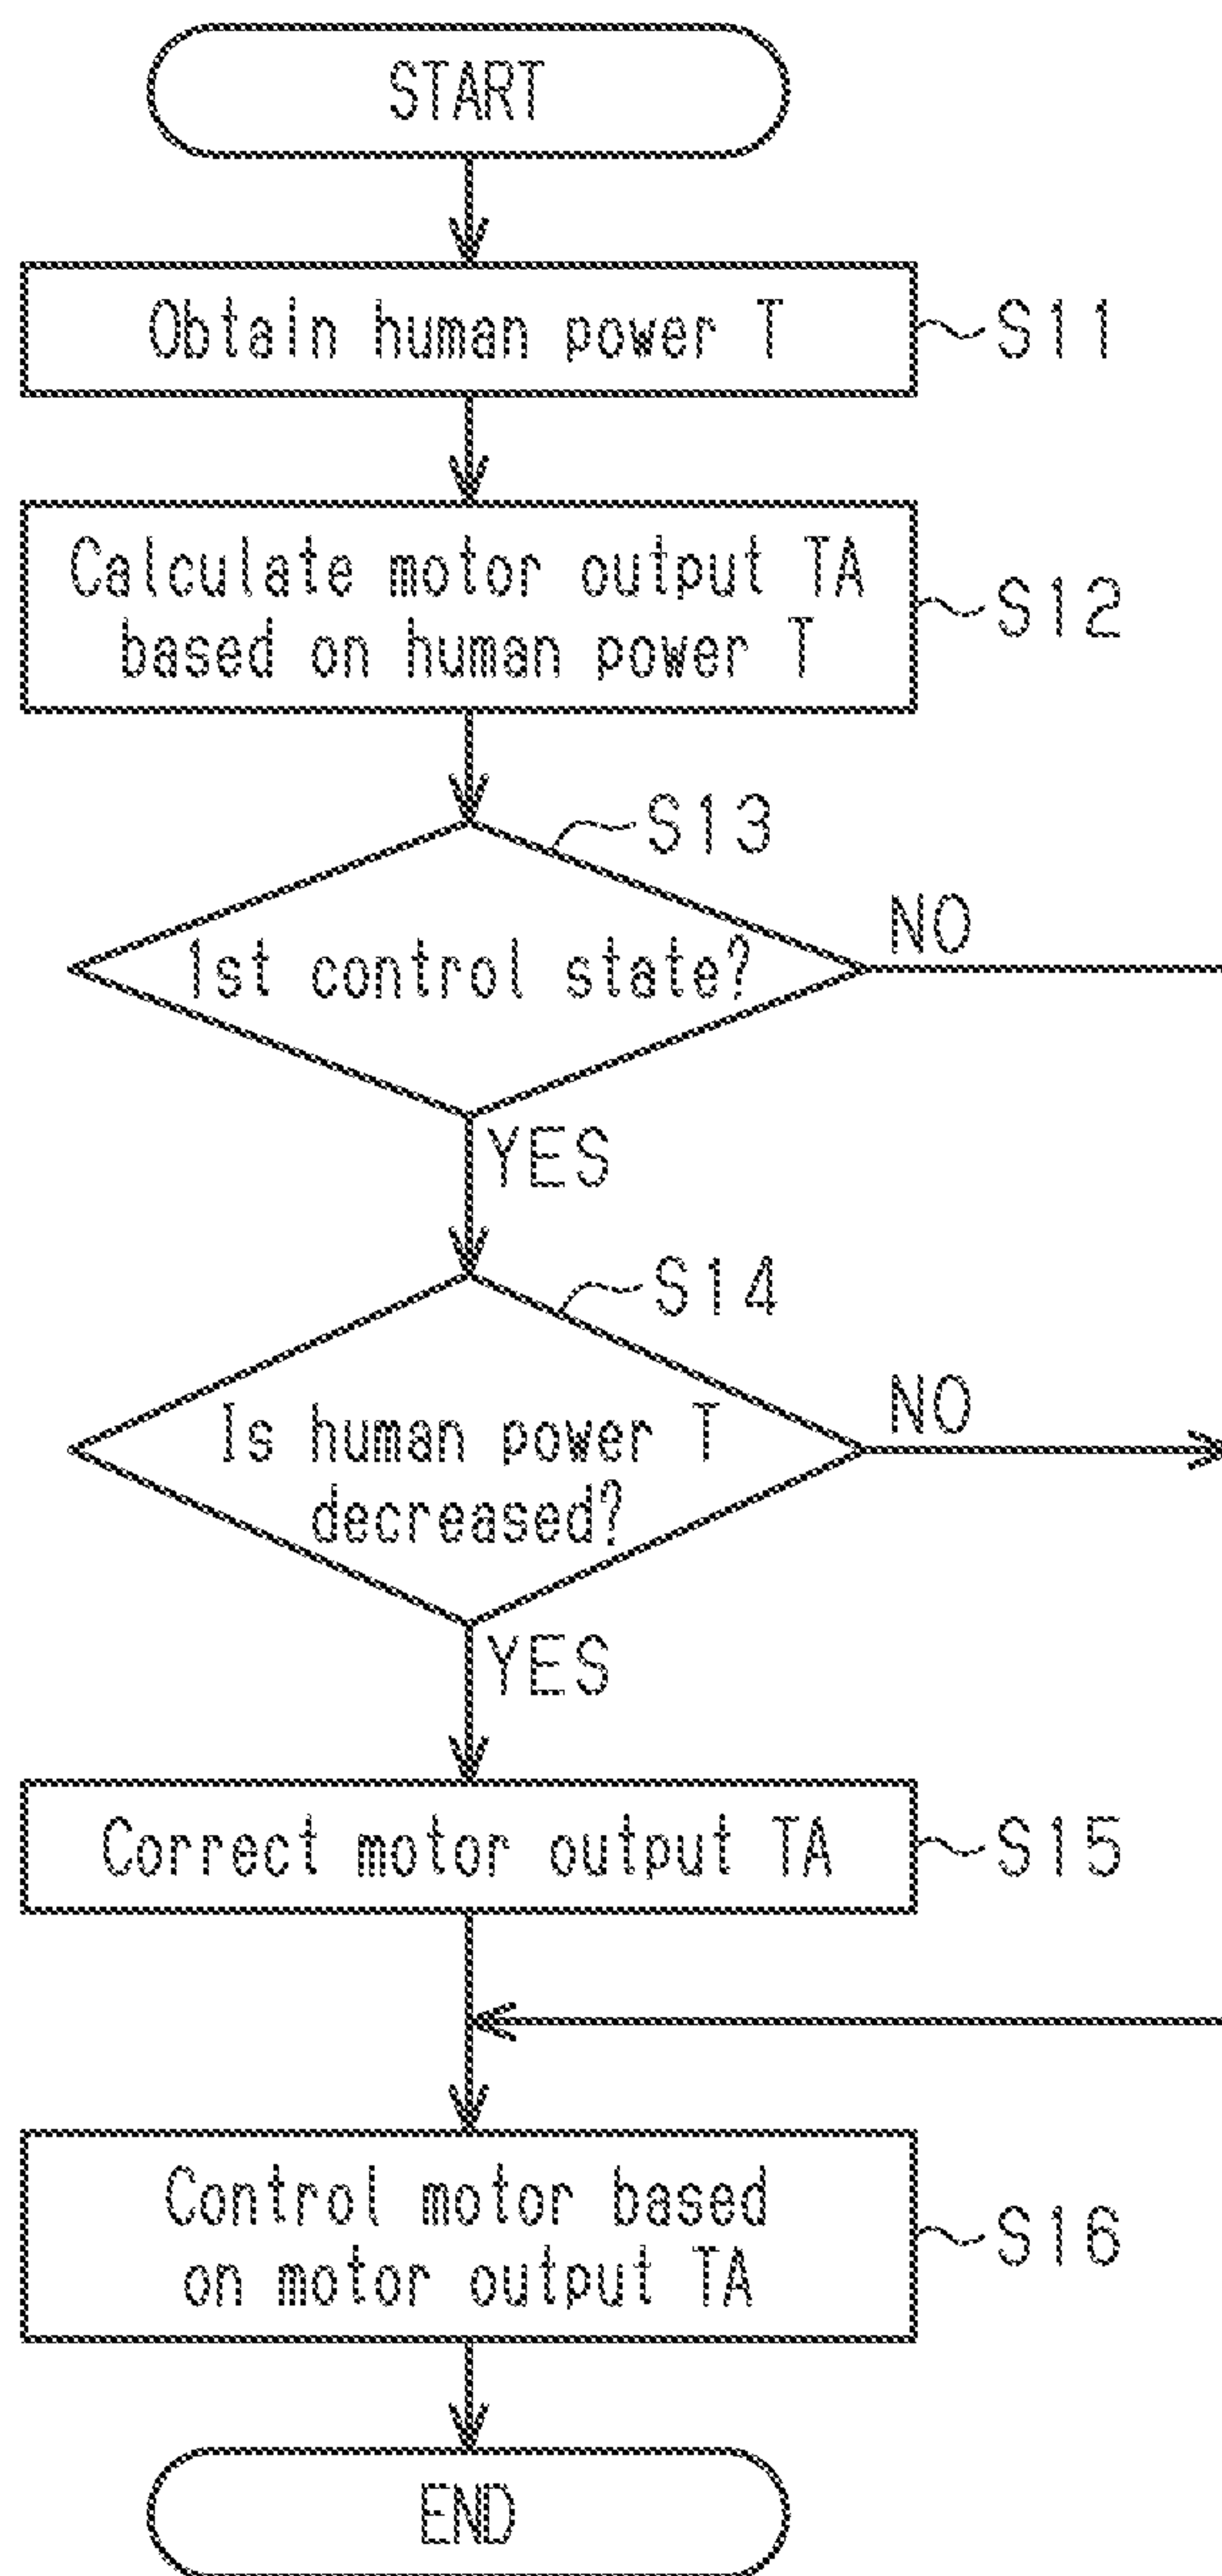 START
Obtain human power T
S11
Calculate motor output TA
based on human power T
S12
S13
1st control state?
NO
YES
S14
Is human power T
decreased?
NO
YES
Correct motor output TA
S15
Control motor based
on motor output TA
S16
END